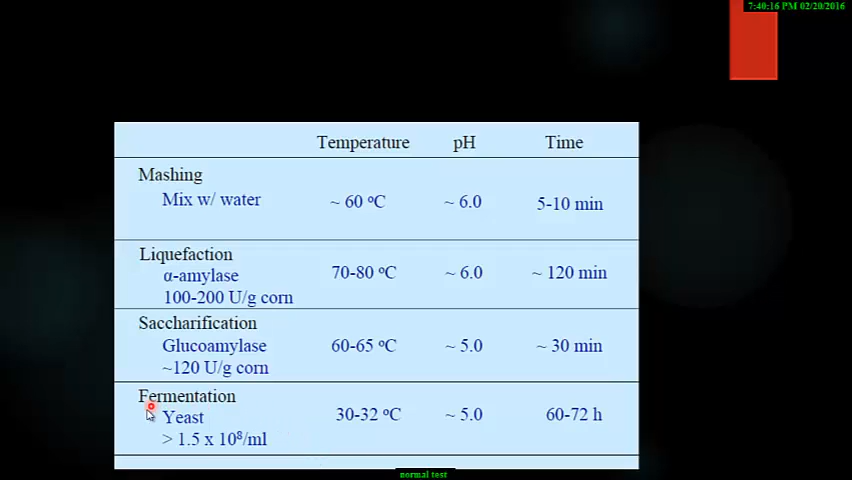 7:40:16 PM 02/20/2016
Temperature pH Time
Mashing
Mix w/ water ~ 60 ºC ~ 6.0 5-10 min
Liquefaction
α-amylase 70-80 ºC ~ 6.0 ~ 120 min
100-200 U/g corn
Saccharification
Glucoamylase 60-65 ºC ~ 5.0 ~ 30 min
~120 U/g corn
Fermentation
Yeast 30-32 ºC ~ 5.0 60-72 h
> 1.5 x 10⁸/ml
normal test